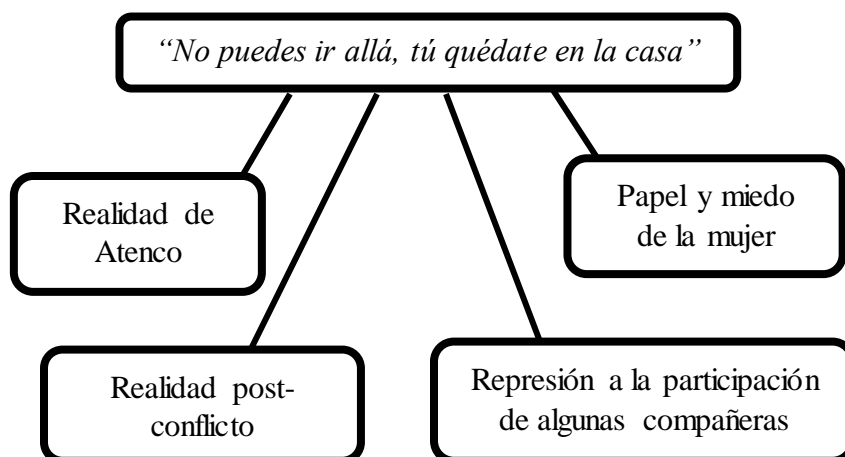 “No puedes ir allá, tú quédate en la casa”
Realidad de
Atenco
Papel y miedo
de la mujer
Realidad post-
conflicto
Represión a la participación
de algunas compañeras